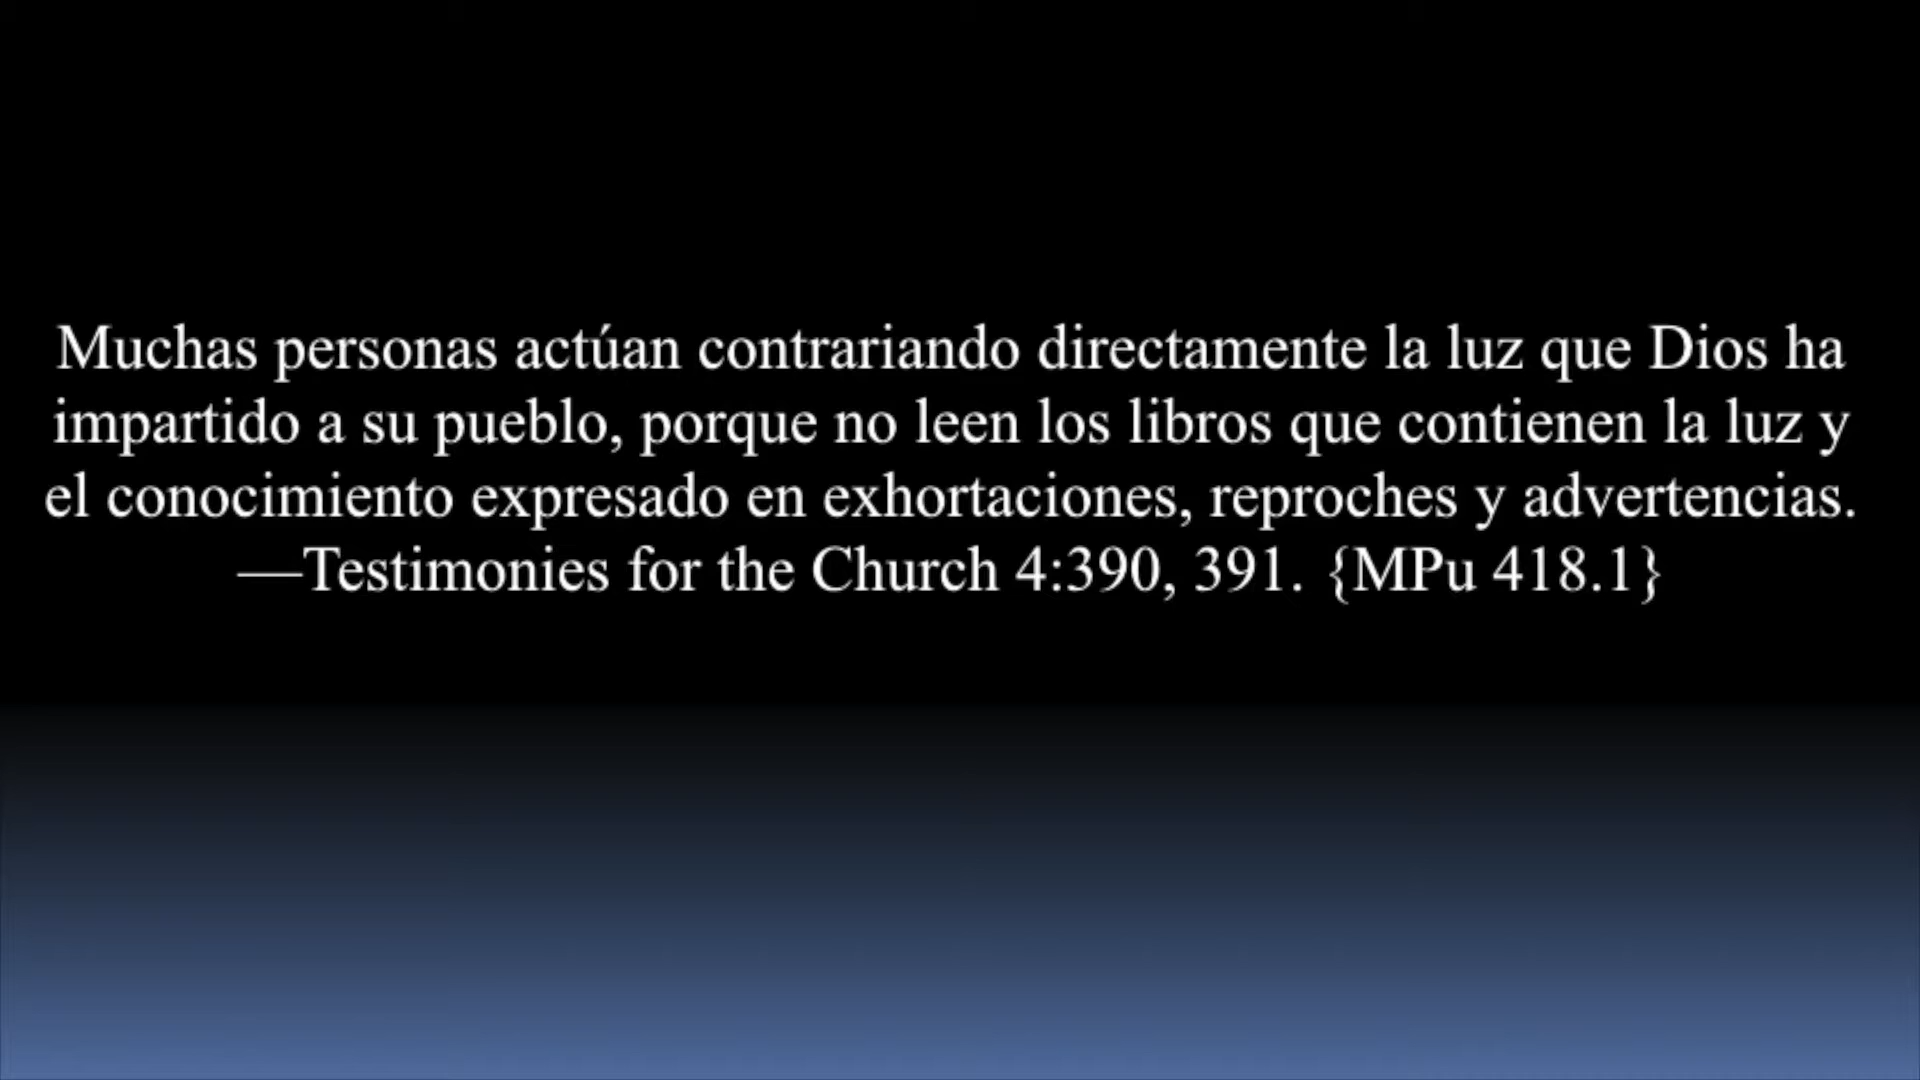 Muchas personas actúan contrariando directamente la luz que Dios ha
impartido a su pueblo, porque no leen los libros que contienen la luz y
el conocimiento expresado en exhortaciones, reproches y advertencias.
—Testimonies for the Church 4:390, 391. {MPu 418.1}